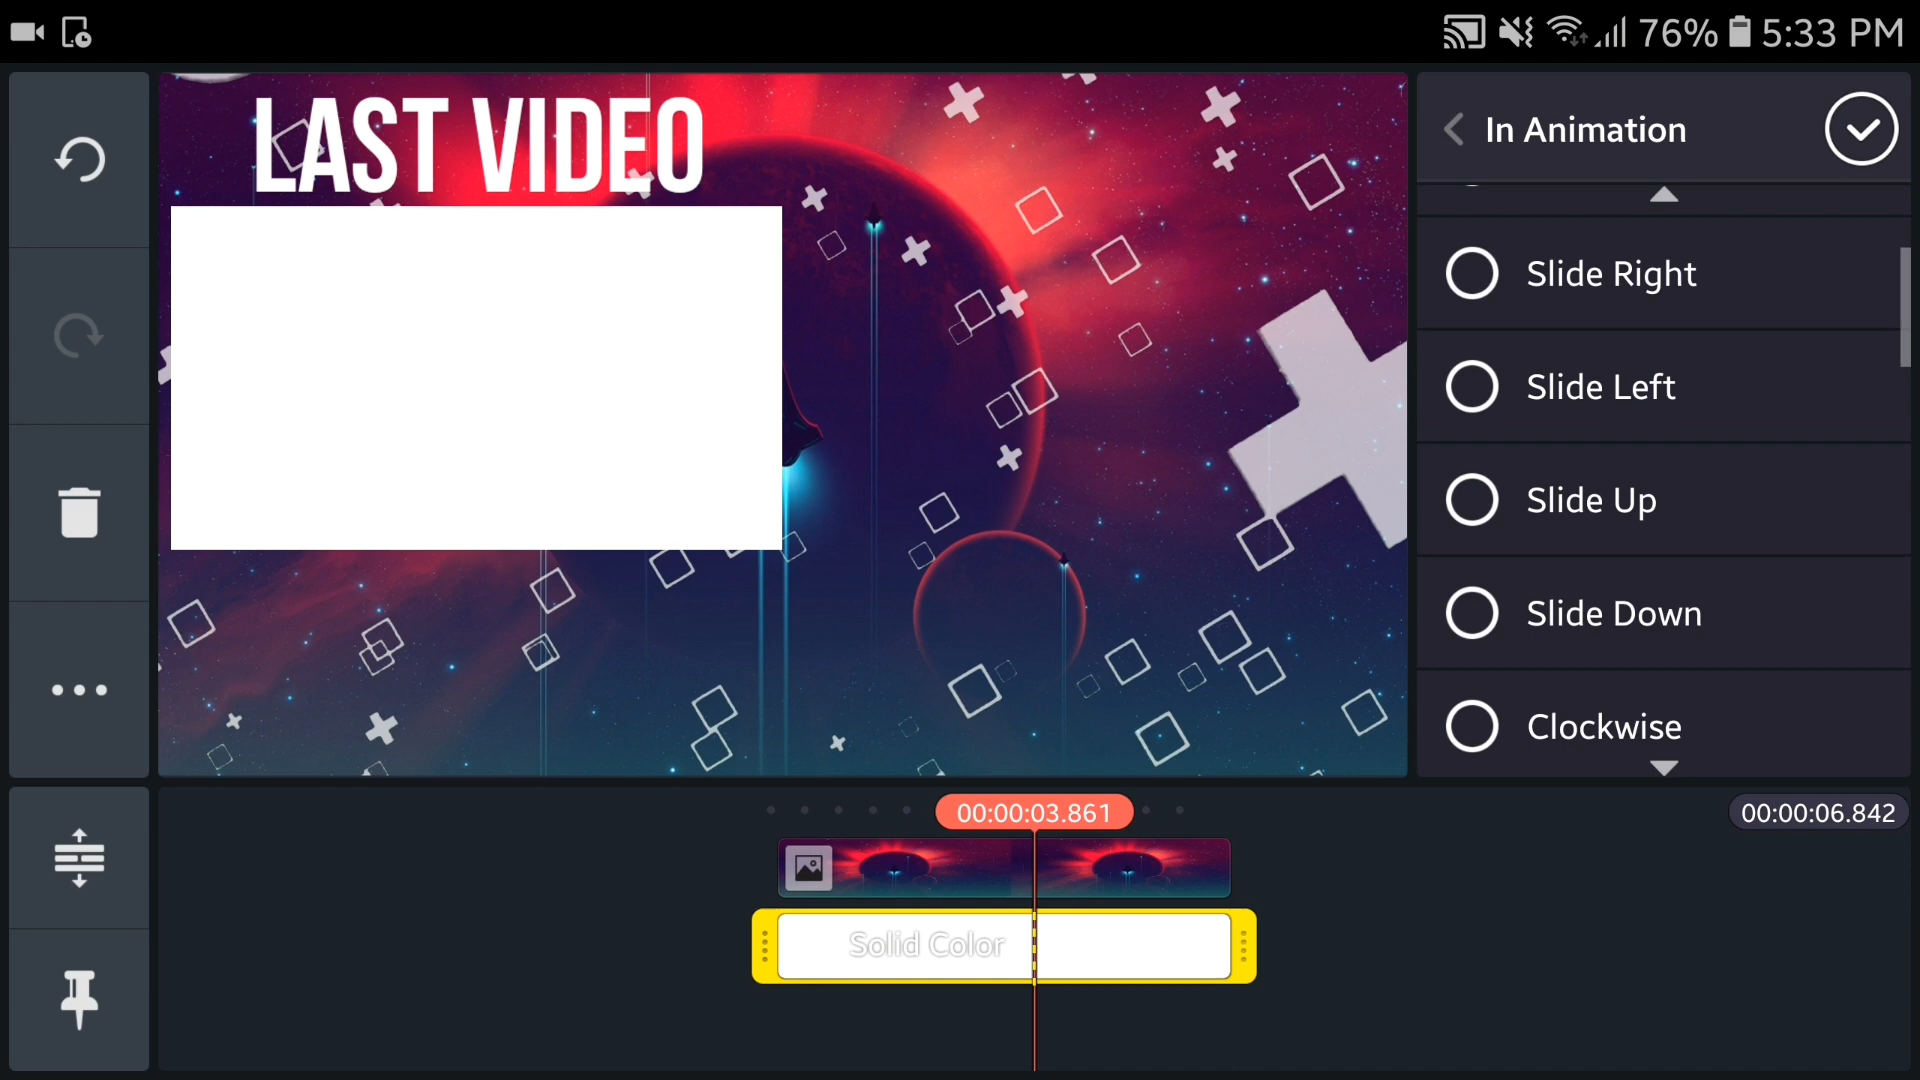 76% 5:33 PM
LAST VIDEO
In Animation
Slide Right
Slide Left
Slide Up
Slide Down
Clockwise
00:00:03.861
00:00:06.842
Solid Color